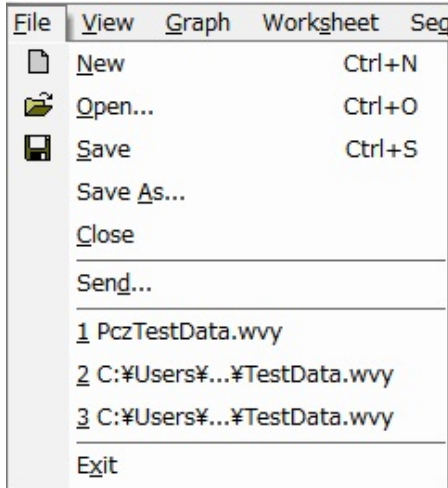 File View Graph Worksheet Seq
New Ctrl+N
Open... Ctrl+O
Save Ctrl+S
Save As...
Close
Send...
1 PczTestData.wvy
2 C:¥Users¥...¥TestData.wvy
3 C:¥Users¥...¥TestData.wvy
Exit